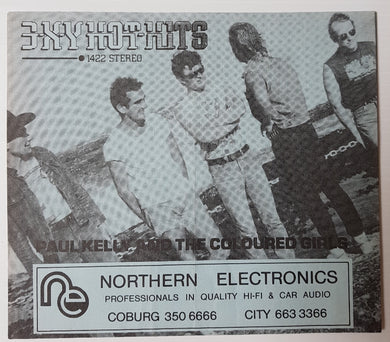 3XY HOT HITS
1422 STEREO
PAUL KELLY AND THE COLOURED GIRLS
ne
NORTHERN ELECTRONICS
PROFESSIONALS IN QUALITY HI-FI & CAR AUDIO
COBURG 350 6666 CITY 663 3366